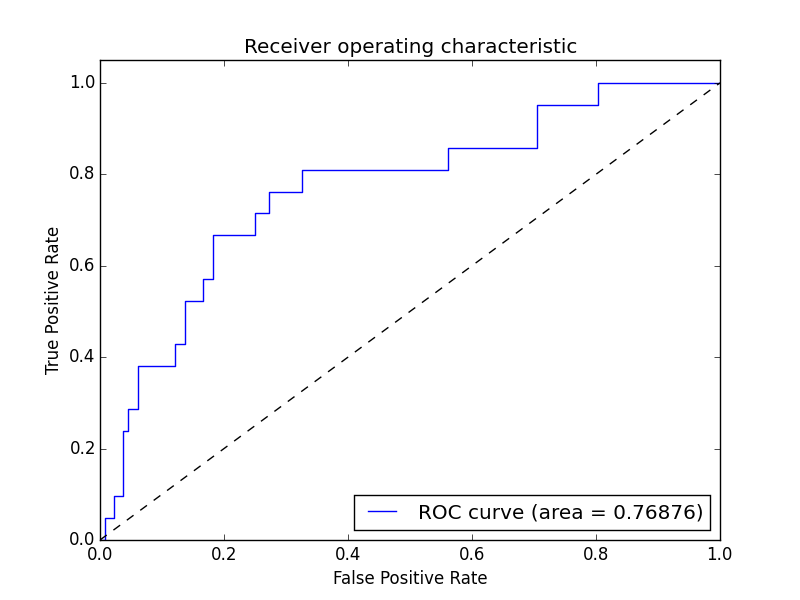 Receiver operating characteristic
1.0
0.8
0.6
0.4
0.2
0.0
True Positive Rate
ROC curve (area = 0.76876)
0.0 0.2 0.4 0.6 0.8 1.0
False Positive Rate